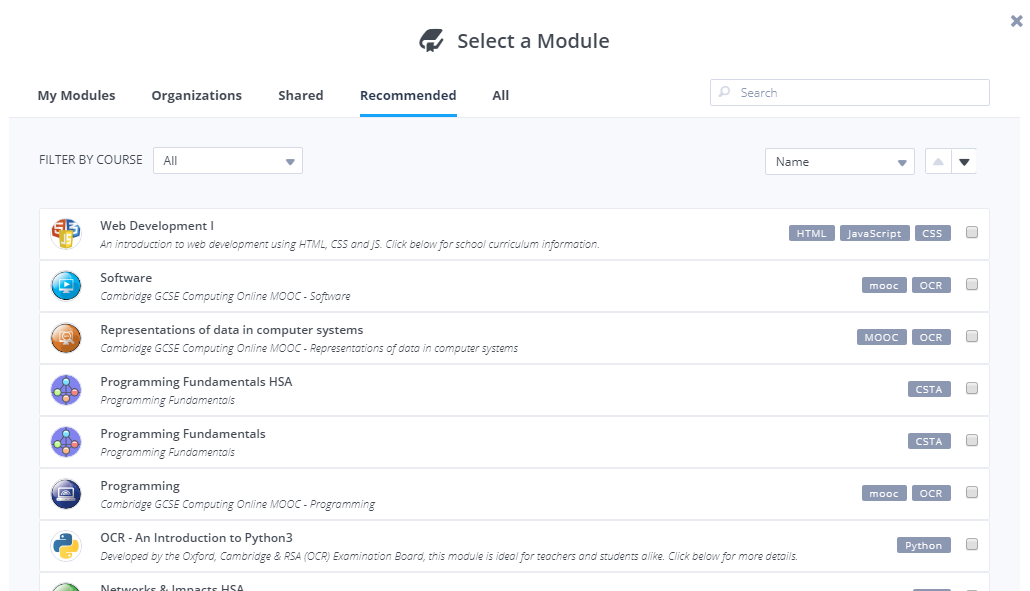 Select a Module
My Modules Organizations Shared Recommended All Search
FILTER BY COURSE All Name
Web Development I
An introduction to web development using HTML, CSS and JS. Click below for school curriculum information.
HTML JavaScript CSS
Software
Cambridge GCSE Computing Online MOOC - Software
mooc OCR
Representations of data in computer systems
Cambridge GCSE Computing Online MOOC - Representations of data in computer systems
MOOC OCR
Programming Fundamentals HSA
Programming Fundamentals
CSTA
Programming Fundamentals
Programming Fundamentals
CSTA
Programming
Cambridge GCSE Computing Online MOOC - Programming
mooc OCR
OCR - An Introduction to Python3
Developed by the Oxford, Cambridge & RSA (OCR) Examination Board, this module is ideal for teachers and students alike. Click below for more details.
Python
Networks & Impacts HSA